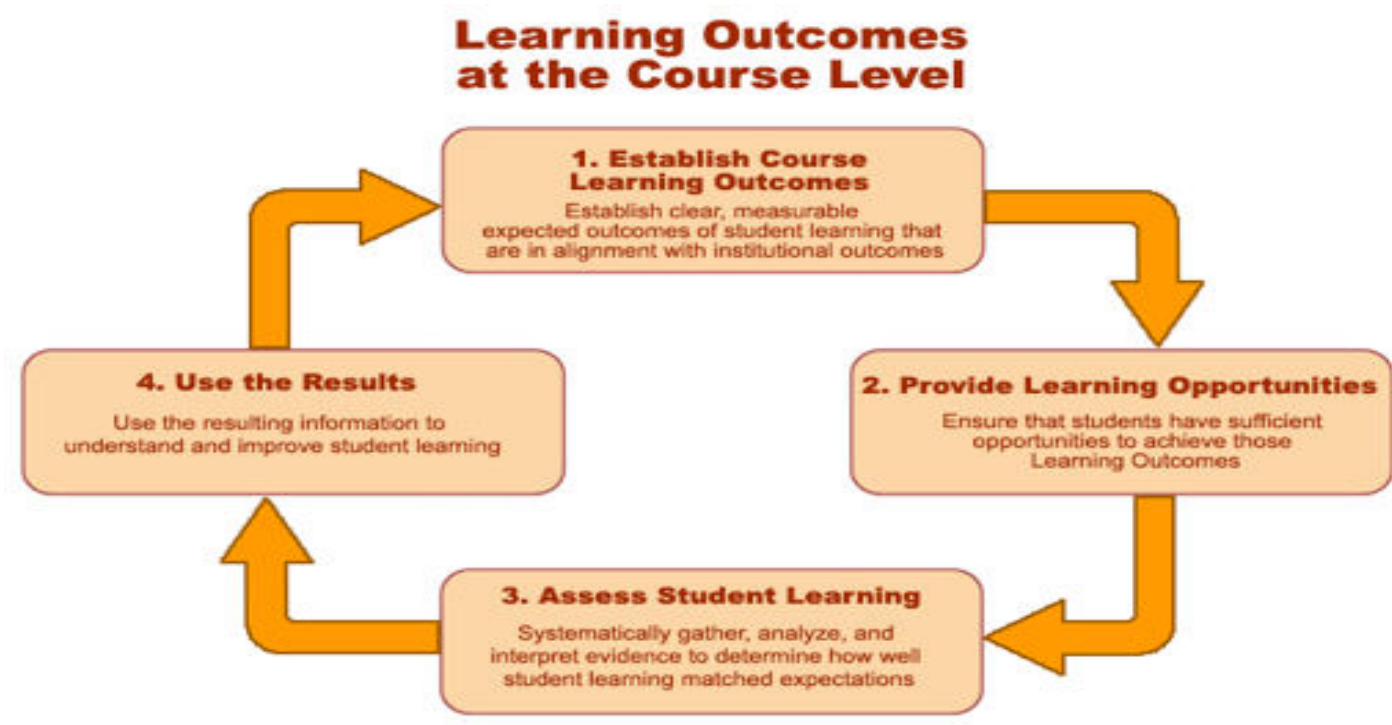 Learning Outcomes
at the Course Level
1. Establish Course
Learning Outcomes
Establish clear, measurable
expected outcomes of student learning that
are in alignment with institutional outcomes
2. Provide Learning Opportunities
Ensure that students have sufficient
opportunities to achieve those
Learning Outcomes
3. Assess Student Learning
Systematically gather, analyze, and
interpret evidence to determine how well
student learning matched expectations
4. Use the Results
Use the resulting information to
understand and improve student learning